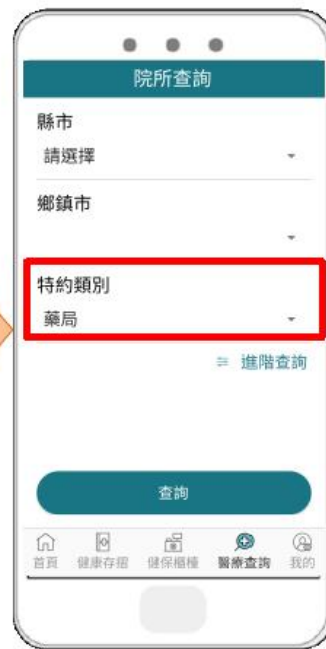 院所查詢
縣市
請選擇
鄉鎮市
特約類別
藥局
進階查詢
查詢
首頁 健康存摺 健保櫃檯 醫療查詢 我的